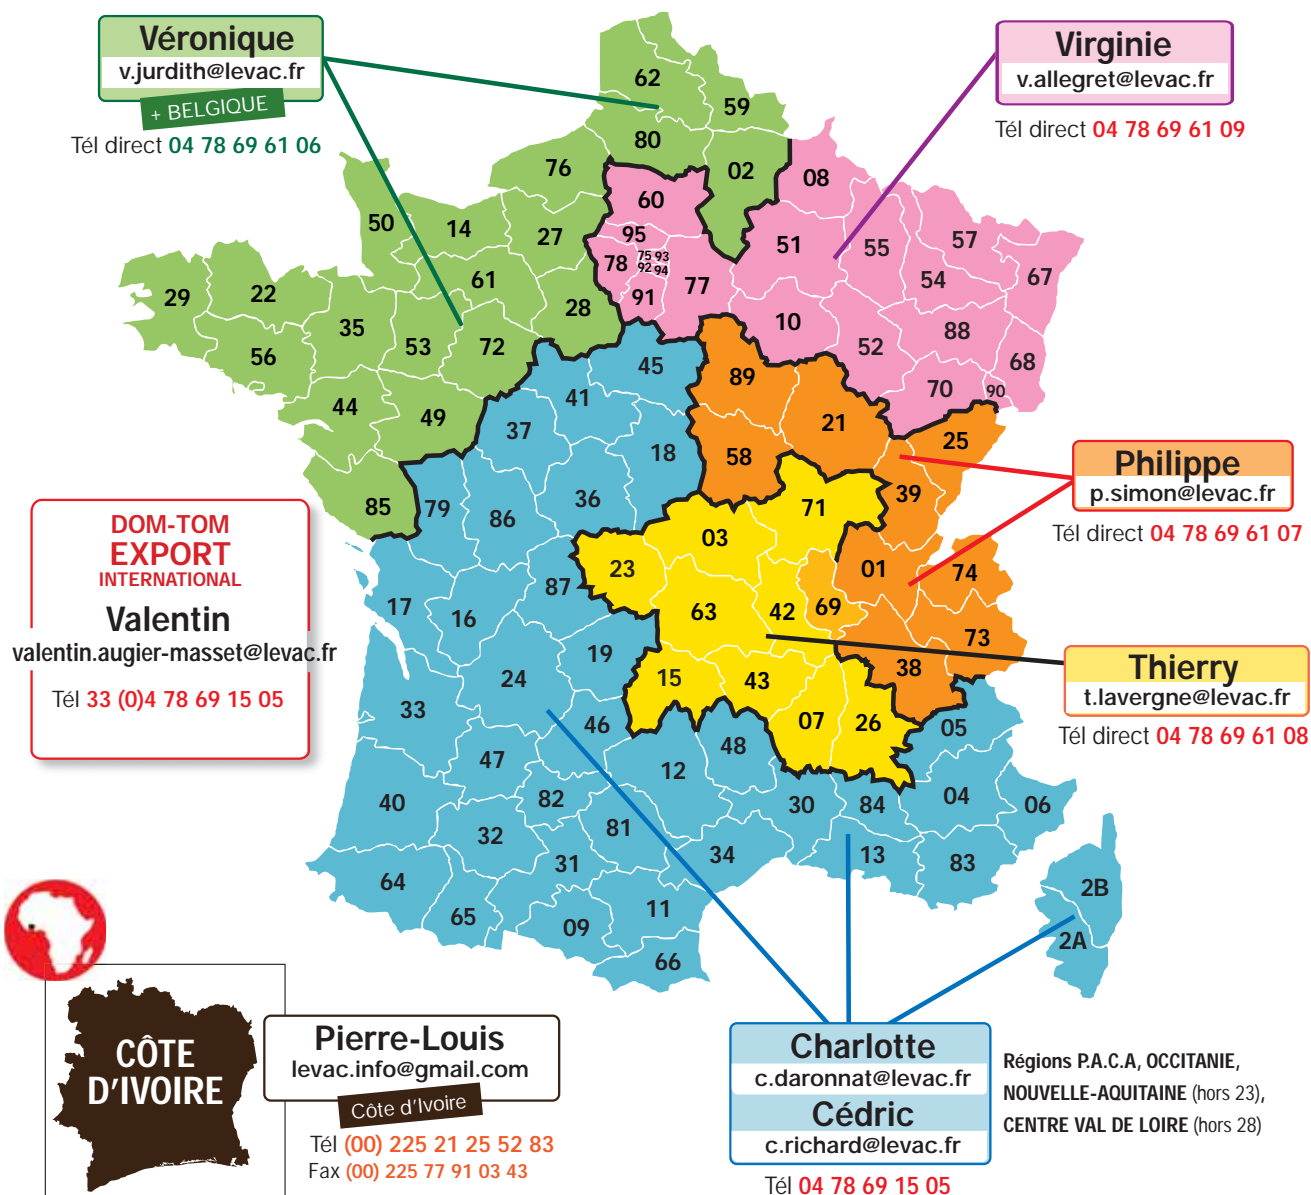 Véronique
v.jurdith@levac.fr
+ BELGIQUE
Tél direct 04 78 69 61 06
Virginie
v.allegret@levac.fr
Tél direct 04 78 69 61 09
62
59
80
76
02
08
60
50
14
27
95
51
55
57
78
75 93
92 94
67
29
22
61
77
54
91
28
10
35
53
72
88
52
68
56
45
89
70
90
41
44
49
21
37
25
18
58
39
85
79
86
36
71
03
23
01
74
87
17
16
63
42
69
73
19
38
24
15
43
33
46
07
26
05
48
47
12
40
82
30
84
04
06
32
81
31
34
13
83
64
65
09
11
2B
66
2A
Philippe
p.simon@levac.fr
Tél direct 04 78 69 61 07
Thierry
t.lavergne@levac.fr
Tél direct 04 78 69 61 08
DOM-TOM
EXPORT
INTERNATIONAL
Valentin
valentin.augier-masset@levac.fr
Tél 33 (0)4 78 69 15 05
CÔTE
D'IVOIRE
Pierre-Louis
levac.info@gmail.com
Côte d'Ivoire
Tél (00) 225 21 25 52 83
Fax (00) 225 77 91 03 43
Charlotte
c.daronnat@levac.fr
Cédric
c.richard@levac.fr
Tél 04 78 69 15 05
Régions P.A.C.A, OCCITANIE,
NOUVELLE-AQUITAINE (hors 23),
CENTRE VAL DE LOIRE (hors 28)